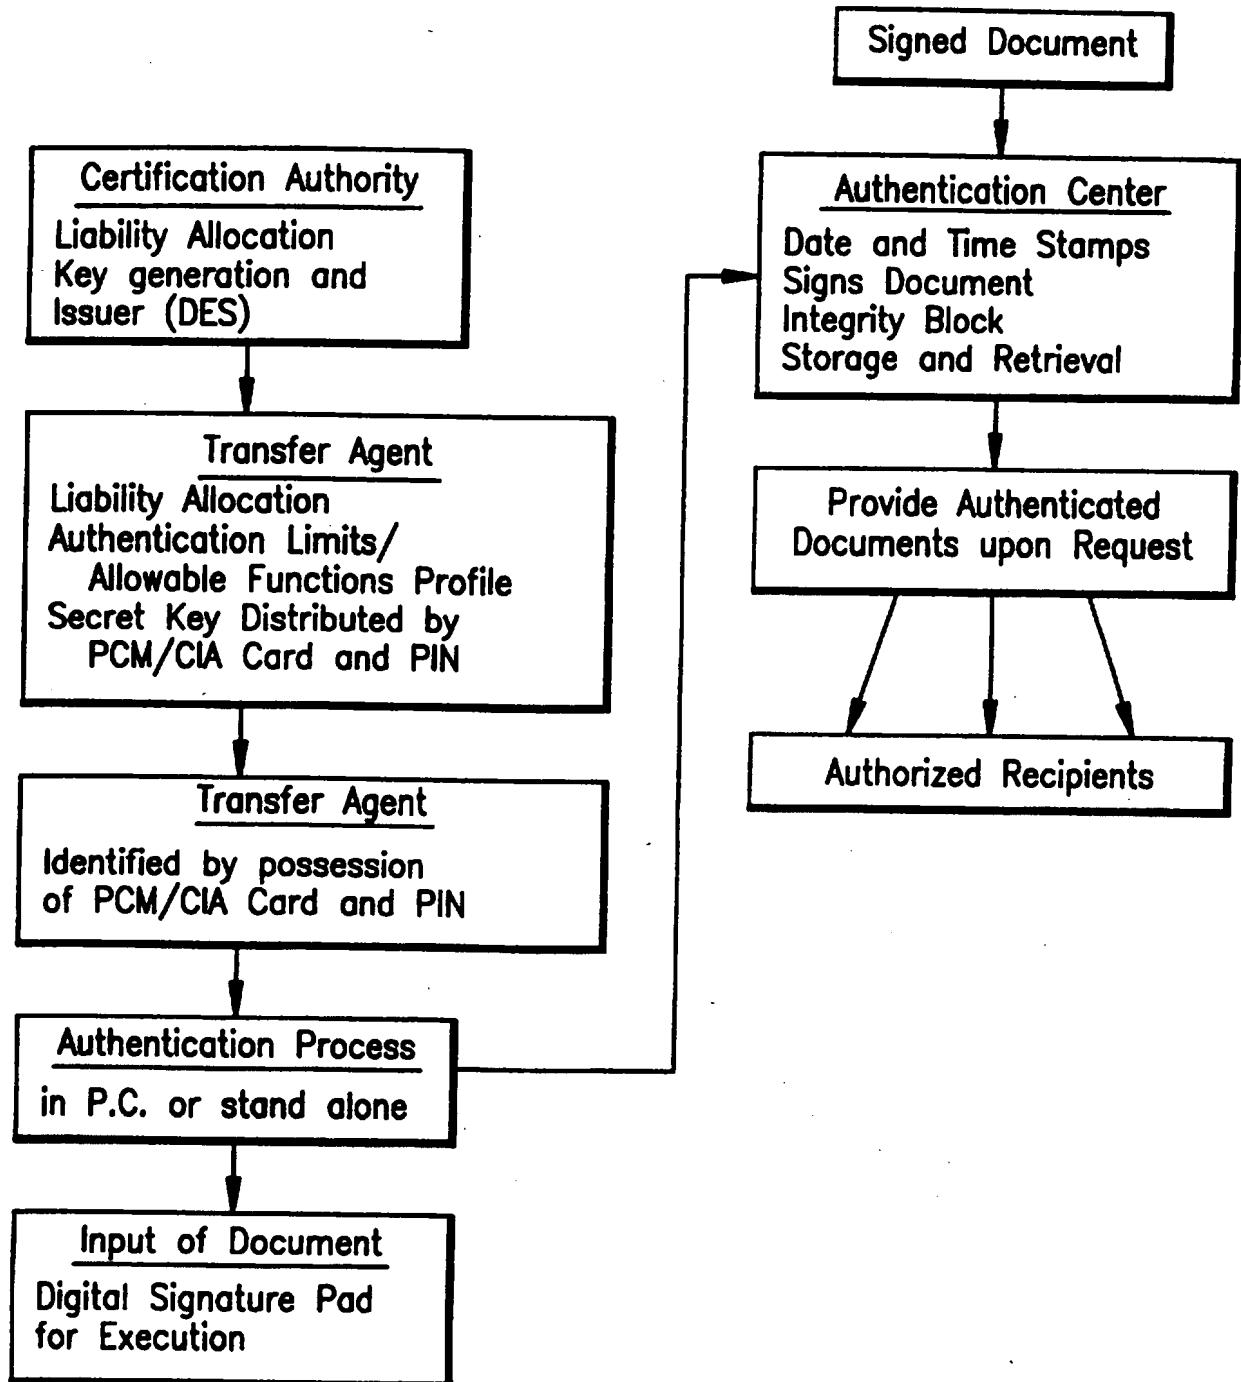 Certification Authority
Liability Allocation
Key generation and
Issuer (DES)
Transfer Agent
Liability Allocation
Authentication Limits/
Allowable Functions Profile
Secret Key Distributed by
PCM/CIA Card and PIN
Transfer Agent
Identified by possession
of PCM/CIA Card and PIN
Authentication Process
in P.C. or stand alone
Input of Document
Digital Signature Pad
for Execution
Signed Document
Authentication Center
Date and Time Stamps
Signs Document
Integrity Block
Storage and Retrieval
Provide Authenticated
Documents upon Request
Authorized Recipients